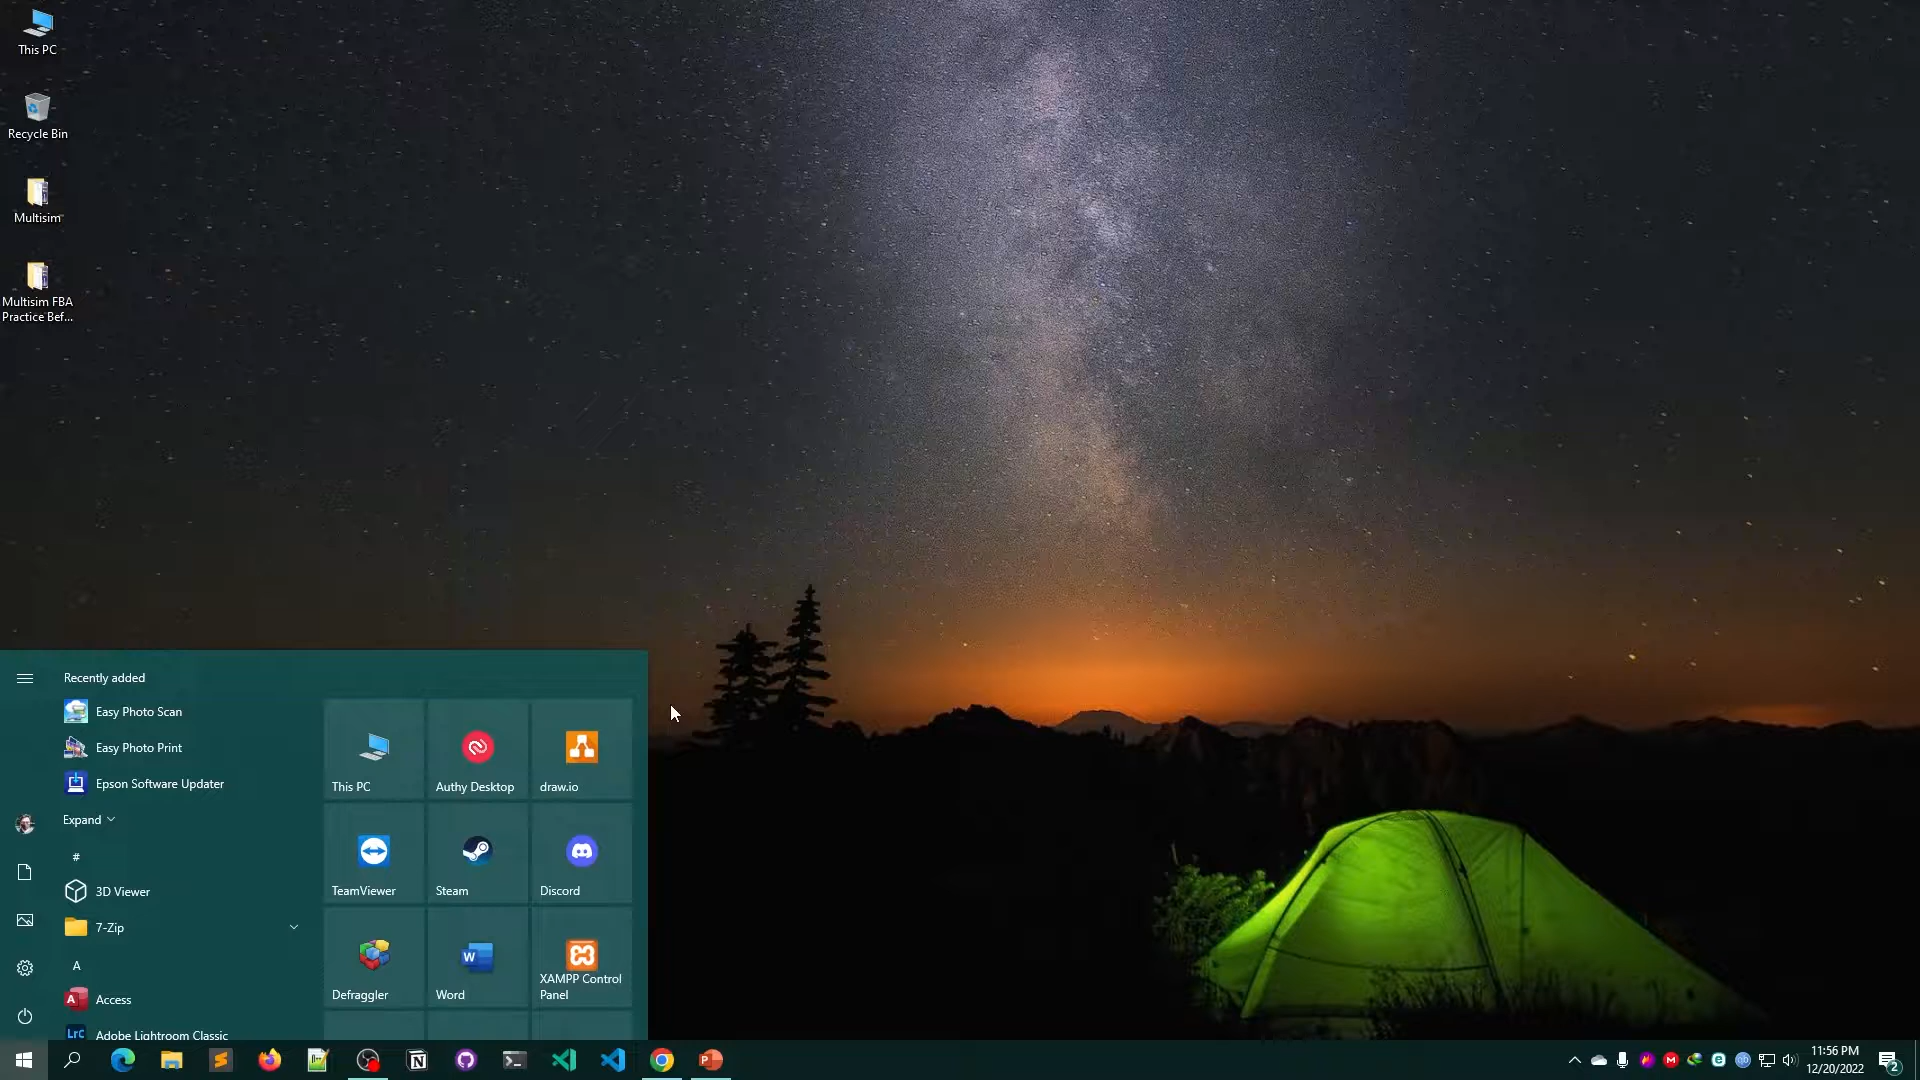 This PC
Recycle Bin
Multisim
Multisim FBA
Practice Bef...
Recently added
Easy Photo Scan
Easy Photo Print
Epson Software Updater
Expand
#
3D Viewer
7-Zip
A
Access
Adobe Lightroom Classic
This PC
Authy Desktop
draw.io
TeamViewer
Steam
Discord
Defraggler
Word
XAMPP Control
Panel
11:56 PM
12/20/2022
2